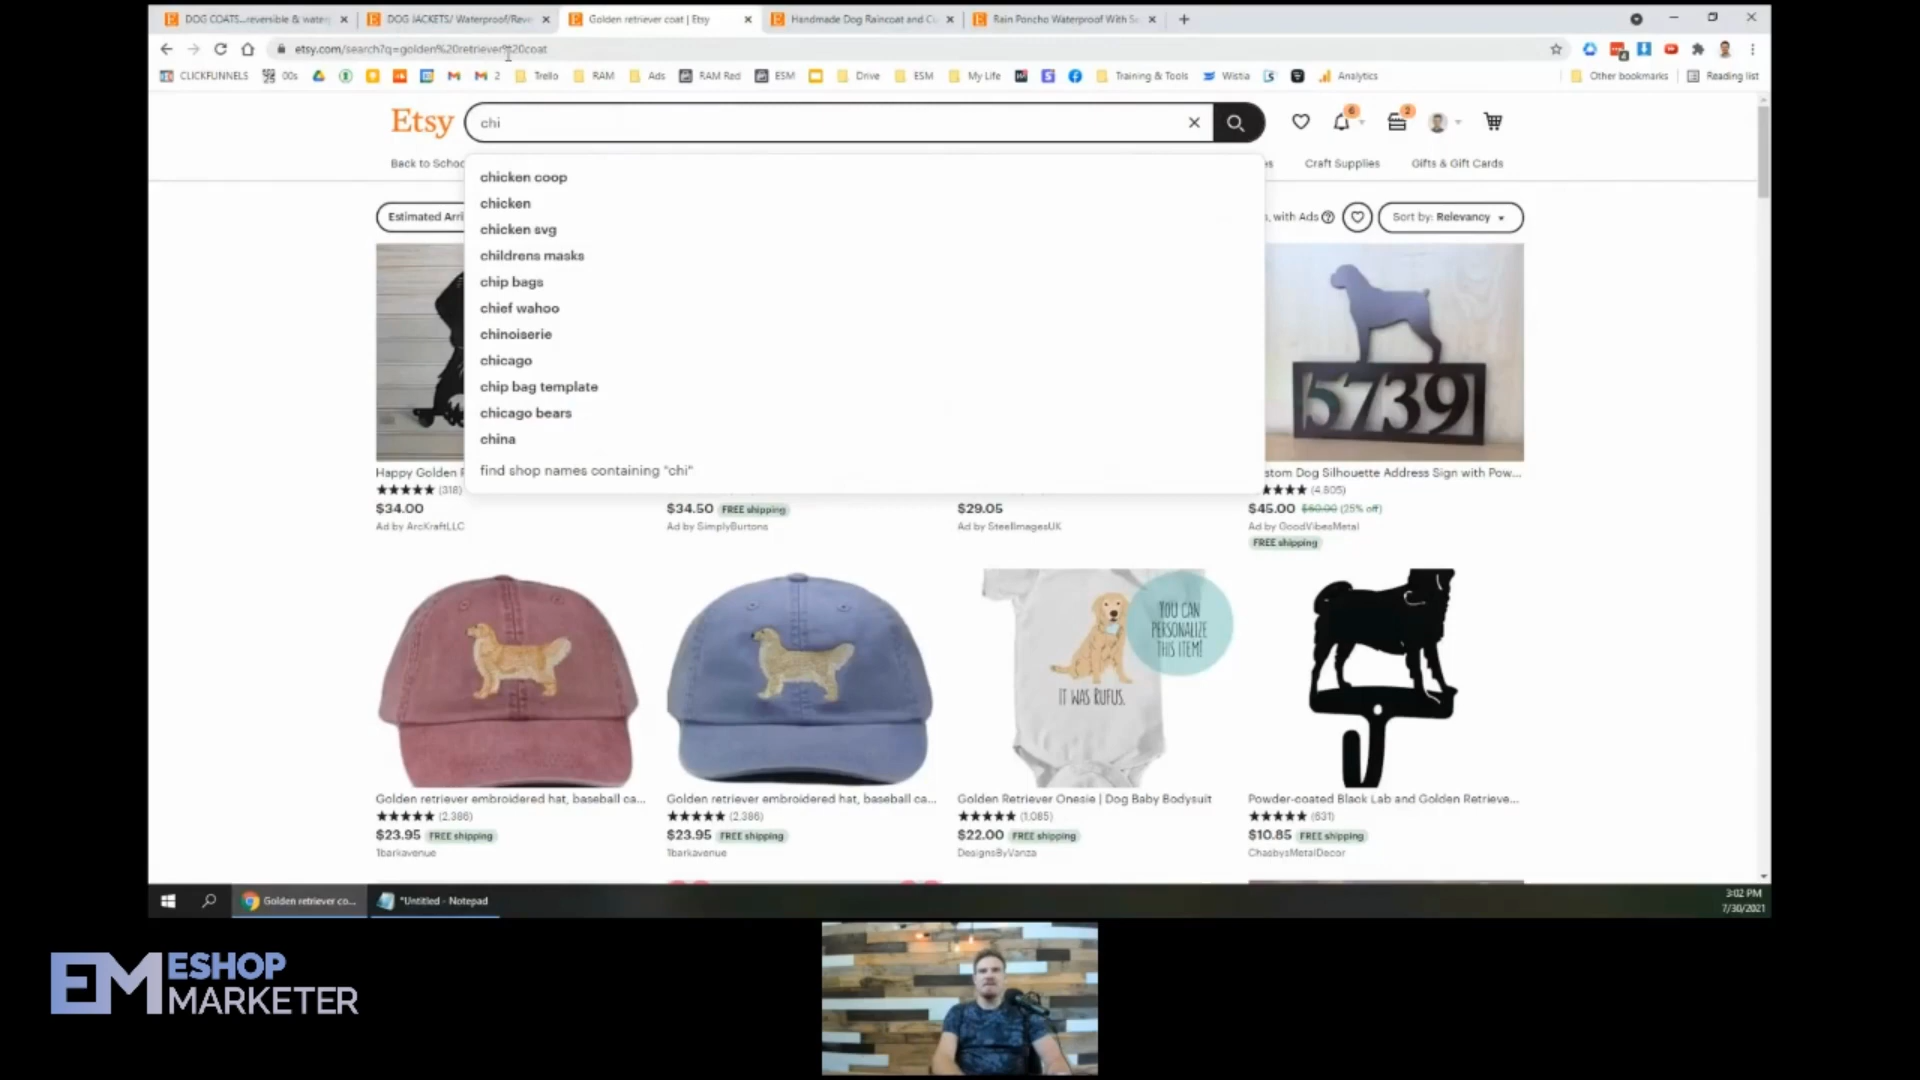 DOG COATS...reversible & water
DOG JACKETS/ Waterproof/Reve
Golden retriever coat | Etsy
Handmade Dog Raincoat and C
Rain Poncho Waterproof With S
etsy.com/search?q=golden%20retriever%20coat
CLICKFUNNELS
00s
2
Trello
RAM
Ads
RAM Red
ESM
Drive
ESM
My Life
Training & Tools
Wistia
Analytics
Other bookmarks
Reading list
Etsy
chi
6
2
Back to Schoo
Craft Supplies
Gifts & Gift Cards
Estimated Arri
, with Ads
Sort by: Relevancy
chicken coop
chicken
chicken svg
childrens masks
chip bags
chief wahoo
chinoiserie
chicago
chip bag template
chicago bears
china
find shop names containing "chi"
5739
Happy Golden
(318)
$34.00
Ad by ArcKraftLLC
$34.50 FREE shipping
Ad by SimplyBurtons
$29.05
Ad by SteelImagesUK
stom Dog Silhouette Address Sign with Pow...
(4,805)
$45.00 $60.00 (25% off)
Ad by GoodVibesMetal
FREE shipping
YOU CAN
PERSONALIZE
THIS ITEM!
IT WAS RUFUS.
Golden retriever embroidered hat, baseball ca...
(2,386)
$23.95 FREE shipping
1barkavenue
Golden retriever embroidered hat, baseball ca...
(2,386)
$23.95 FREE shipping
1barkavenue
Golden Retriever Onesie | Dog Baby Bodysuit
(1,085)
$22.00 FREE shipping
DesignsByVanza
Powder-coated Black Lab and Golden Retrieve...
(631)
$10.85 FREE shipping
ChasbysMetalDecor
Golden retriever co...
*Untitled - Notepad
3:02 PM
7/30/2021
EM ESHOP
MARKETER